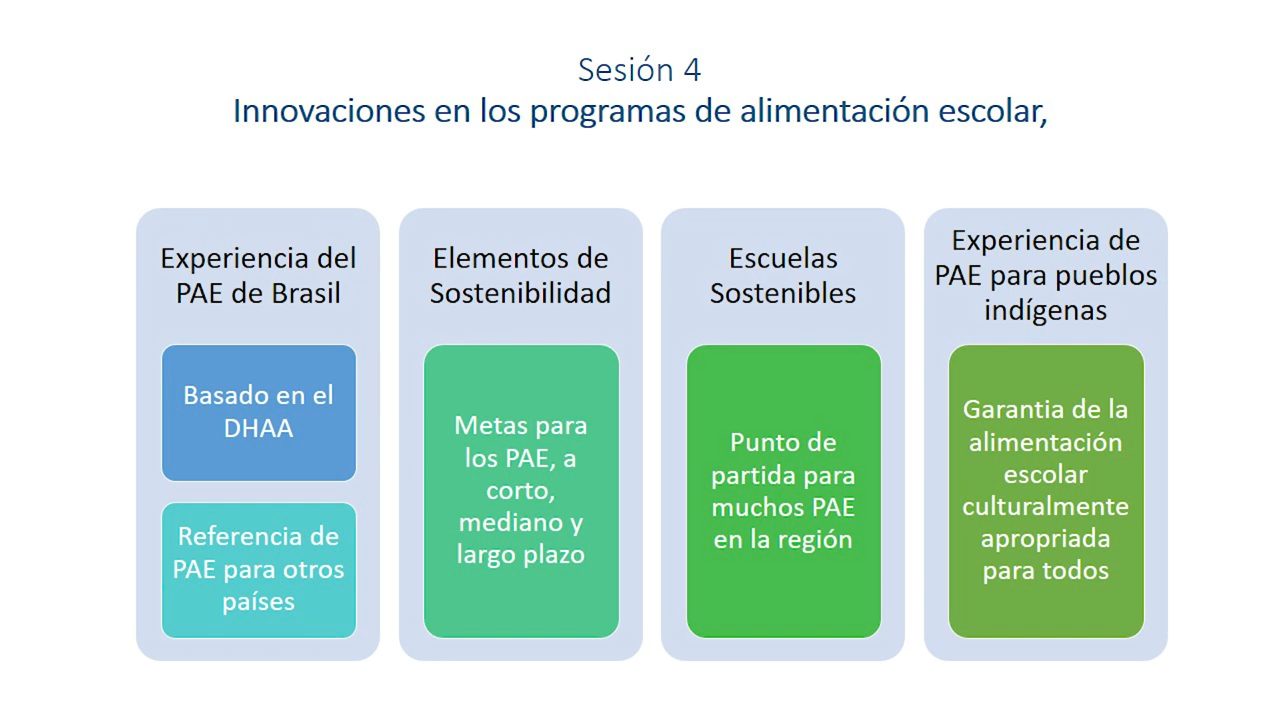 Sesión 4
Innovaciones en los programas de alimentación escolar,
Experiencia del
PAE de Brasil
Basado en el
DHAA
Referencia de
PAE para otros
países
Elementos de
Sostenibilidad
Metas para
los PAE, a
corto,
mediano y
largo plazo
Escuelas
Sostenibles
Punto de
partida para
muchos PAE
en la región
Experiencia de
PAE para pueblos
indígenas
Garantia de la
alimentación
escolar
culturalmente
apropriada
para todos